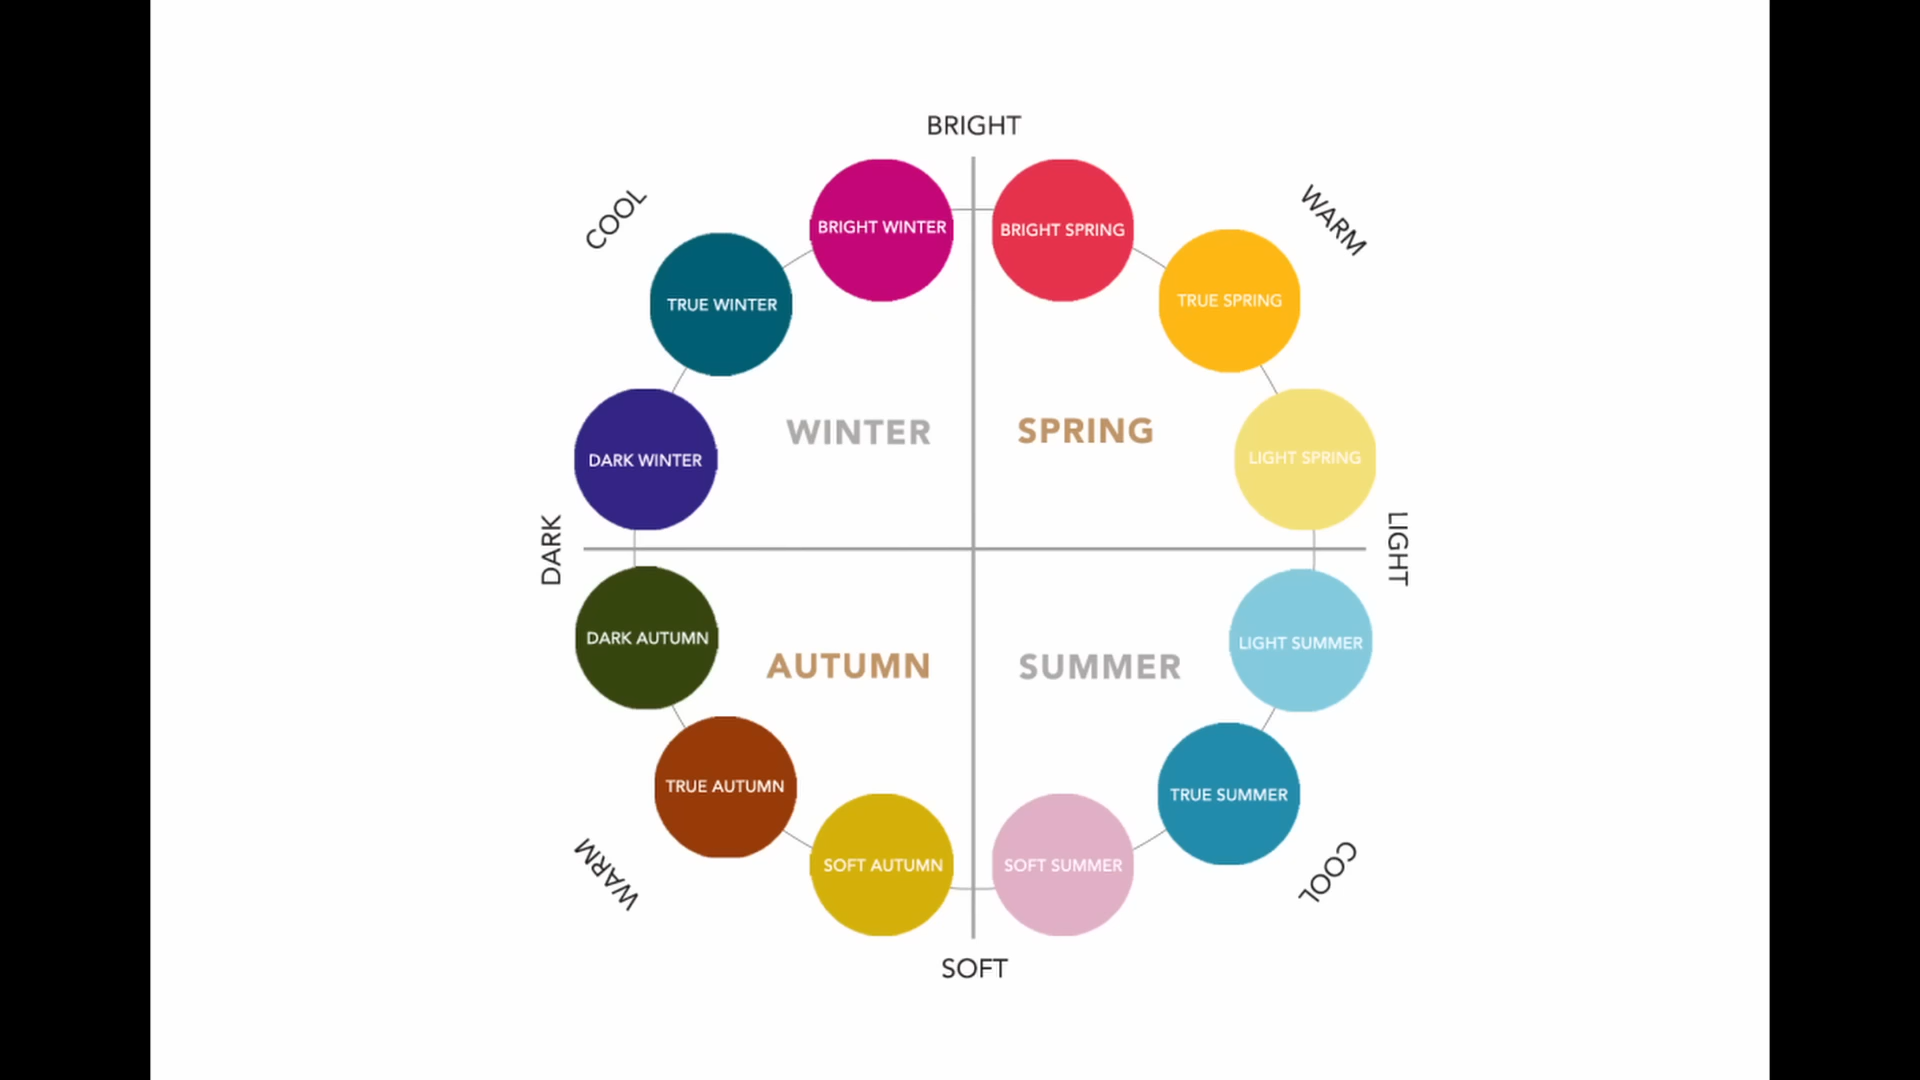 BRIGHT
COOL
WARM
BRIGHT WINTER
BRIGHT SPRING
TRUE WINTER
TRUE SPRING
WINTER
SPRING
DARK WINTER
LIGHT SPRING
DARK
LIGHT
DARK AUTUMN
LIGHT SUMMER
AUTUMN
SUMMER
TRUE AUTUMN
TRUE SUMMER
SOFT AUTUMN
SOFT SUMMER
WARM
COOL
SOFT